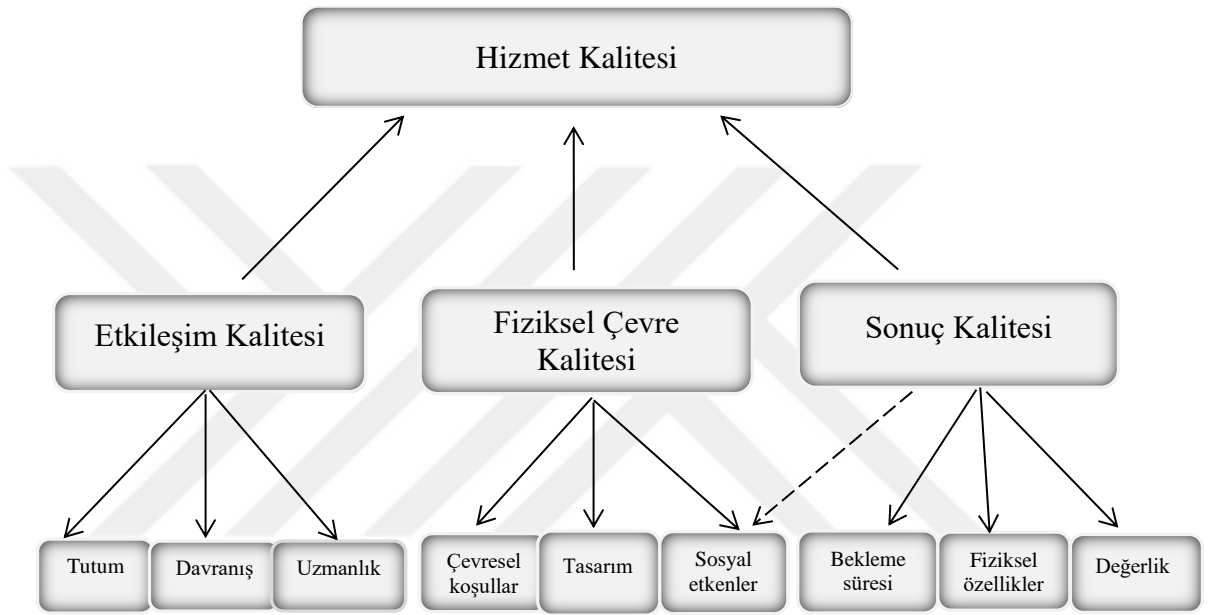 Hizmet Kalitesi
Etkileşim Kalitesi
Fiziksel Çevre
Kalitesi
Sonuç Kalitesi
Tutum
Davranış
Uzmanlık
Çevresel
koşullar
Tasarım
Sosyal
etkenler
Bekleme
süresi
Fiziksel
özellikler
Değerlik